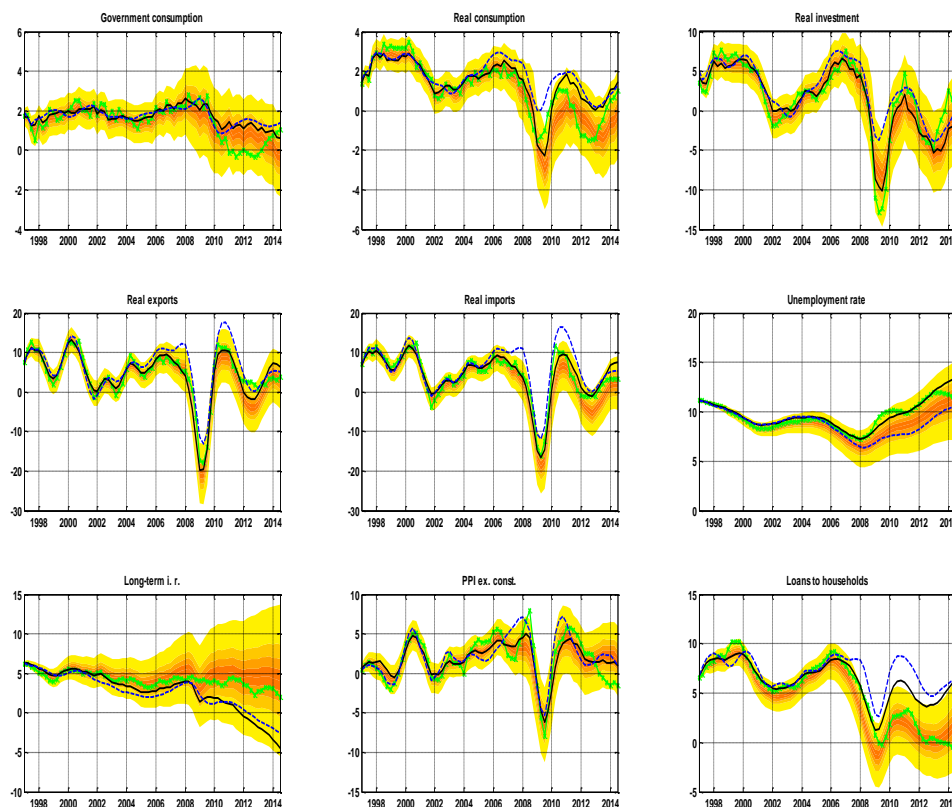 Government consumption
6
4
2
0
-2
-4
1998 2000 2002 2004 2006 2008 2010 2012 2014
Real consumption
4
2
0
-2
-4
-6
1998 2000 2002 2004 2006 2008 2010 2012 2014
Real investment
10
5
0
-5
-10
-15
1998 2000 2002 2004 2006 2008 2010 2012 201
Real exports
20
10
0
-10
-20
-30
1998 2000 2002 2004 2006 2008 2010 2012 2014
Real imports
20
10
0
-10
-20
-30
1998 2000 2002 2004 2006 2008 2010 2012 2014
Unemployment rate
20
15
10
5
0
1998 2000 2002 2004 2006 2008 2010 2012 201
Long-term i. r.
15
10
5
0
-5
-10
1998 2000 2002 2004 2006 2008 2010 2012 2014
PPI ex. const.
10
5
0
-5
-10
-15
1998 2000 2002 2004 2006 2008 2010 2012 2014
Loans to households
15
10
5
0
-5
1998 2000 2002 2004 2006 2008 2010 2012 201